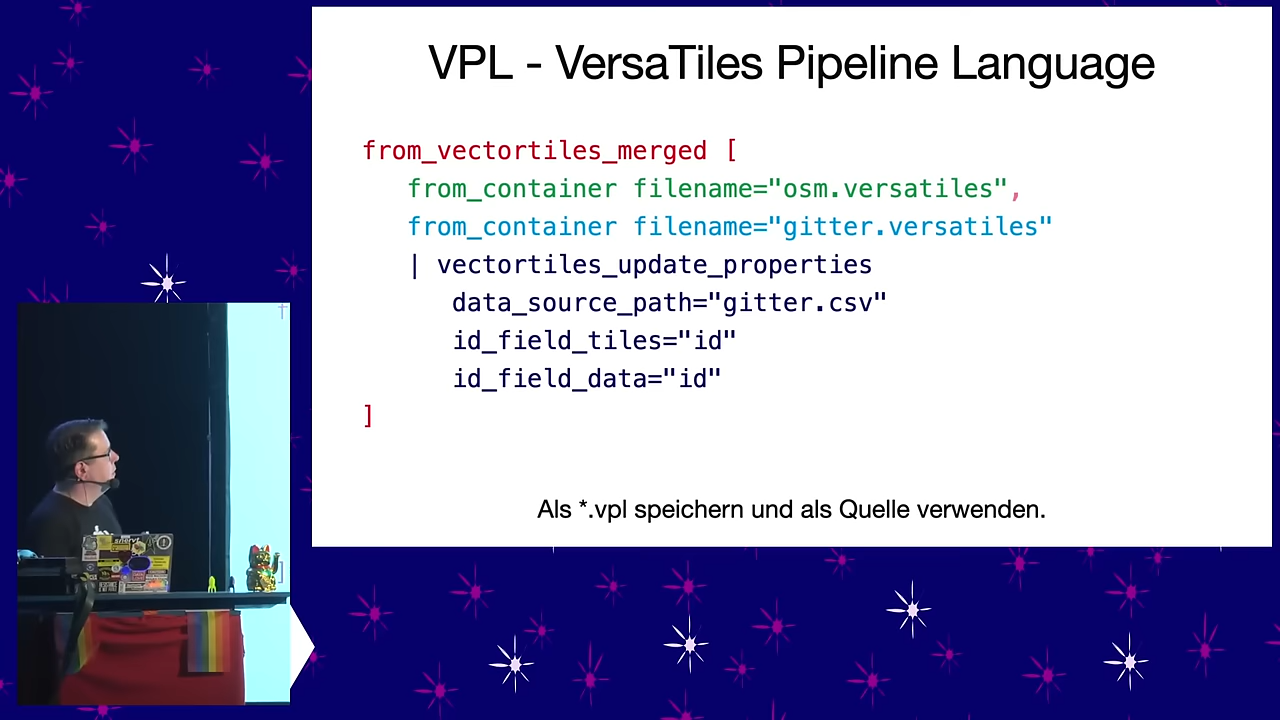 VPL - VersaTiles Pipeline Language
from_vectortiles_merged [
from_container filename="osm.versatiles",
from_container filename="gitter.versatiles"
| vectortiles_update_properties
data_source_path="gitter.csv"
id_field_tiles="id"
id_field_data="id"
]
Als *.vpl speichern und als Quelle verwenden.